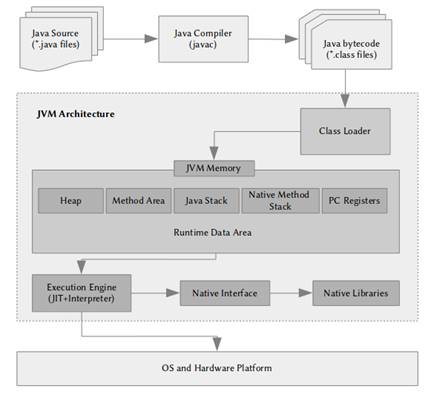 Java Source
(*.java files)
Java Compiler
(javac)
Java bytecode
(*.class files)
JVM Architecture
Class Loader
JVM Memory
Heap
Method Area
Java Stack
Native Method
Stack
PC Registers
Runtime Data Area
Execution Engine
(JIT+Interpreter)
Native Interface
Native Libraries
OS and Hardware Platform